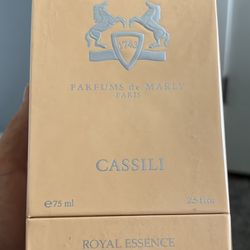 1743
PARFUMS de MARLY
PARIS
CASSILI
℮ 75 ml 2.5 fl.oz
ROYAL ESSENCE